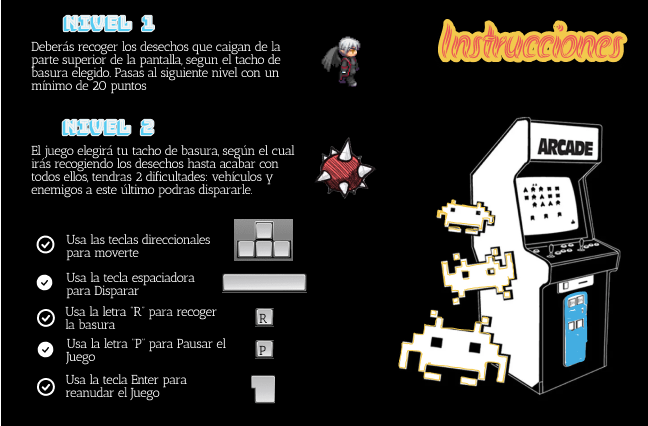 NIVEL 1
Deberás recoger los desechos que caigan de la
parte superior de la pantalla, segun el tacho de
basura elegido. Pasas al siguiente nivel con un
mínimo de 20 puntos
Instrucciones
NIVEL 2
El juego elegirá tu tacho de basura, según el cual
irás recogiendo los desechos hasta acabar con
todos ellos, tendras 2 dificultades: vehículos y
enemigos a este último podras dispararle.
ARCADE
Usa las teclas direccionales
para moverte
Usa la tecla espaciadora
para Disparar
Usa la letra "R" para recoger
la basura
R
Usa la letra "P" para Pausar el
Juego
P
Usa la tecla Enter para
reanudar el Juego